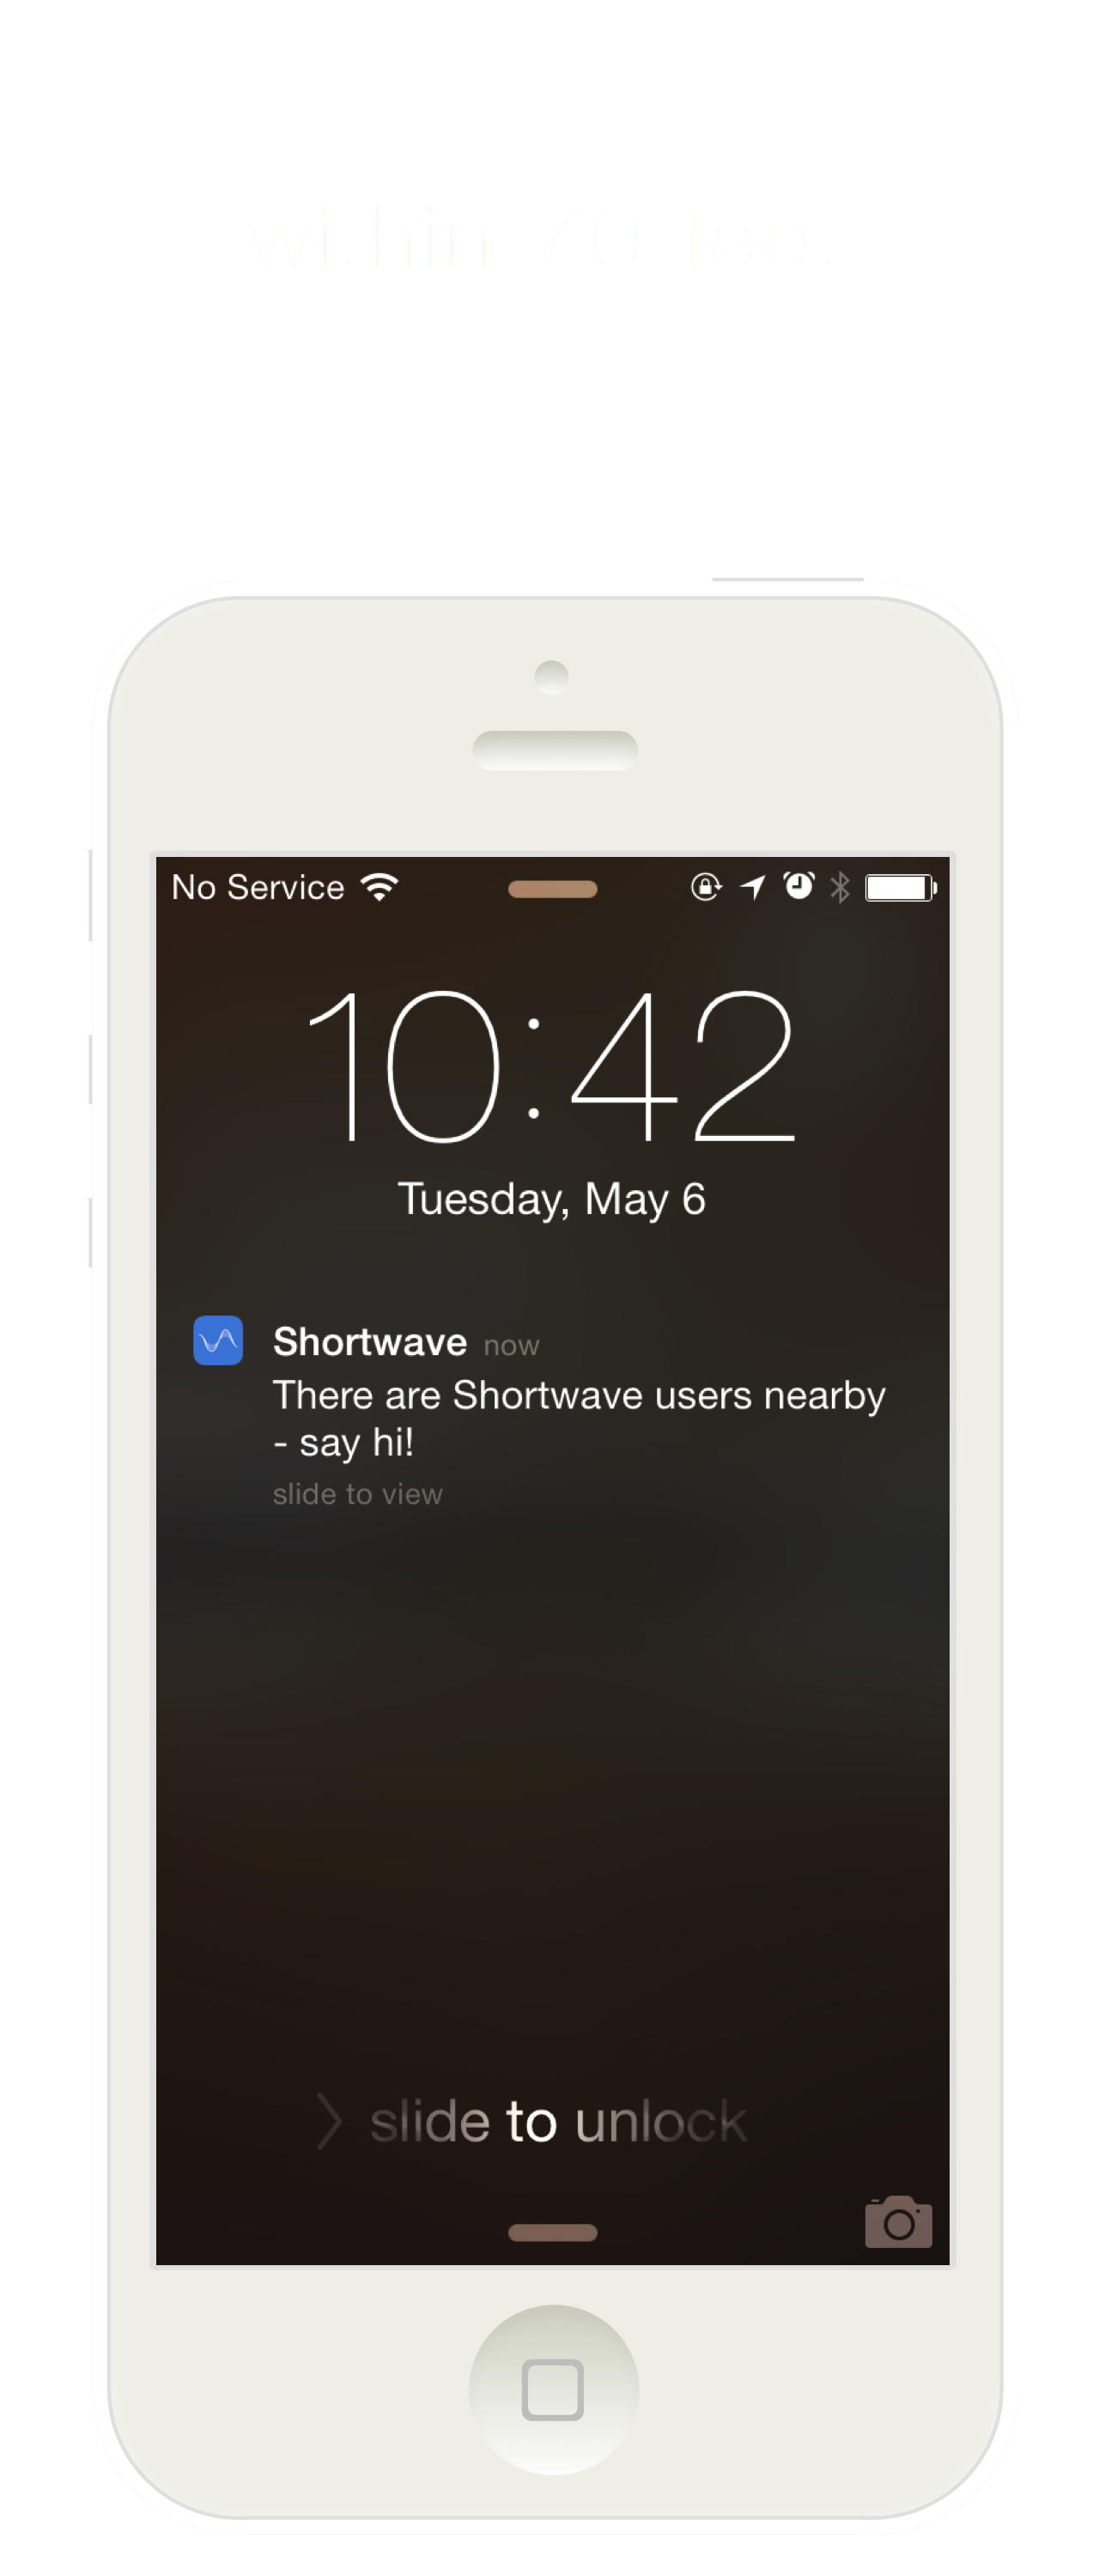 within 70 feet
No Service
10:42
Tuesday, May 6
Shortwave now
There are Shortwave users nearby
- say hi!
slide to view
slide to unlock